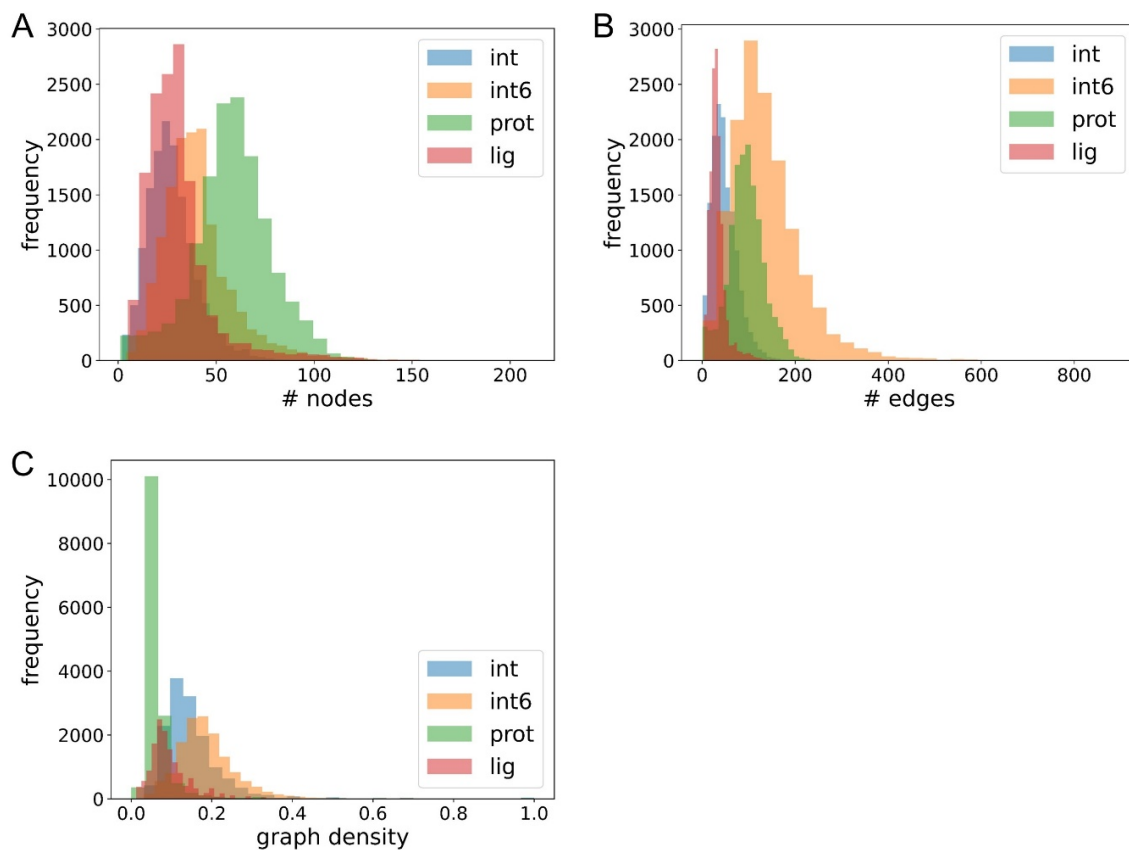 A
3000
2500
2000
1500
1000
500
0
frequency
0 50 100 150 200
# nodes
int
int6
prot
lig
B
3000
2500
2000
1500
1000
500
0
frequency
0 200 400 600 800
# edges
int
int6
prot
lig
C
10000
8000
6000
4000
2000
0
frequency
0.0 0.2 0.4 0.6 0.8 1.0
graph density
int
int6
prot
lig